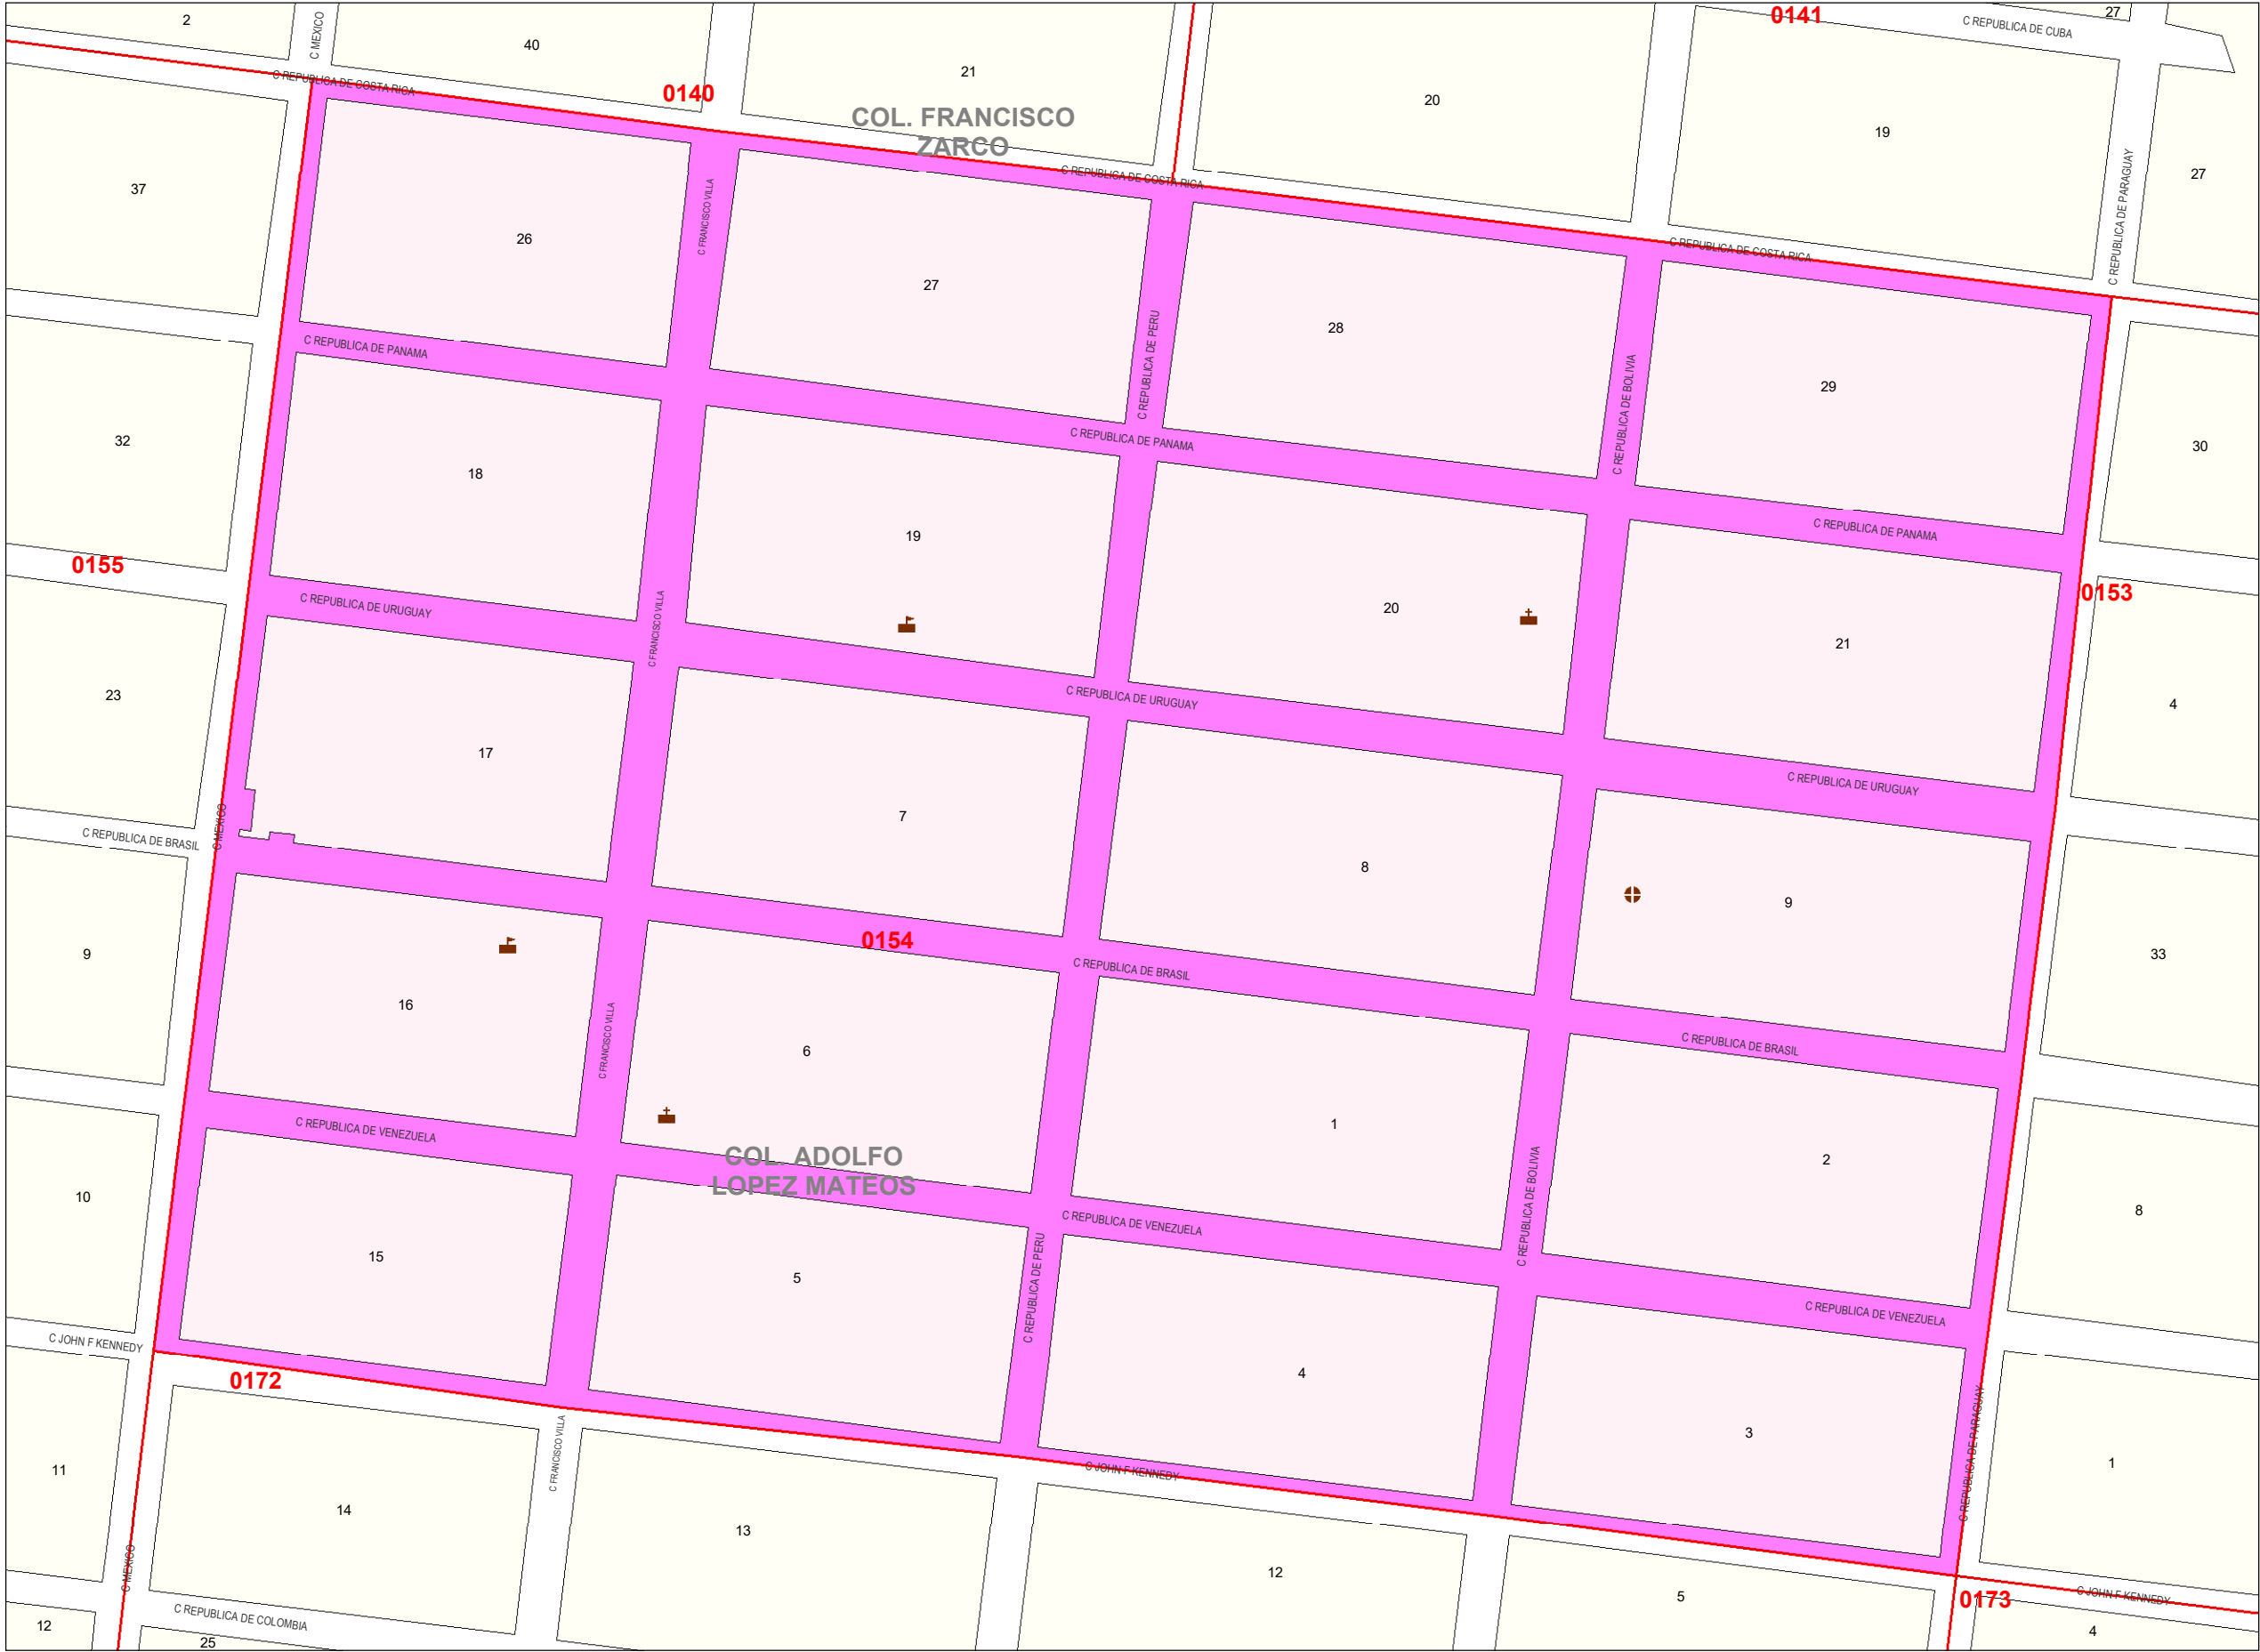 2
C MEXICO
40
0141
27
C REPUBLICA DE CUBA
C REPUBLICA DE COSTA RICA
0140
21
20
COL. FRANCISCO
ZARCO
19
37
C REPUBLICA DE COSTA RICA
C REPUBLICA DE PARAGUAY
27
C FRANCISCO VILLA
26
C REPUBLICA DE COSTA RICA
27
28
C REPUBLICA DE PERU
C REPUBLICA DE PANAMA
29
C REPUBLICA DE BOLIVIA
32
C REPUBLICA DE PANAMA
30
18
19
C REPUBLICA DE PANAMA
0155
0153
C REPUBLICA DE URUGUAY
C FRANCISCO VILLA
20
21
23
C REPUBLICA DE URUGUAY
4
17
C REPUBLICA DE URUGUAY
C MEXICO
C REPUBLICA DE BRASIL
7
8
9
0154
9
C REPUBLICA DE BRASIL
33
16
C FRANCISCO VILLA
6
C REPUBLICA DE BRASIL
C REPUBLICA DE VENEZUELA
1
COL. ADOLFO
LOPEZ MATEOS
2
10
C REPUBLICA DE BOLIVIA
8
C REPUBLICA DE VENEZUELA
15
5
C REPUBLICA DE PERU
C REPUBLICA DE VENEZUELA
C JOHN F KENNEDY
0172
4
3
C REPUBLICA DE PARAGUAY
11
C FRANCISCO VILLA
C JOHN F KENNEDY
1
14
13
C MEXICO
12
5
C JOHN F KENNEDY
0173
C REPUBLICA DE COLOMBIA
12
25
4